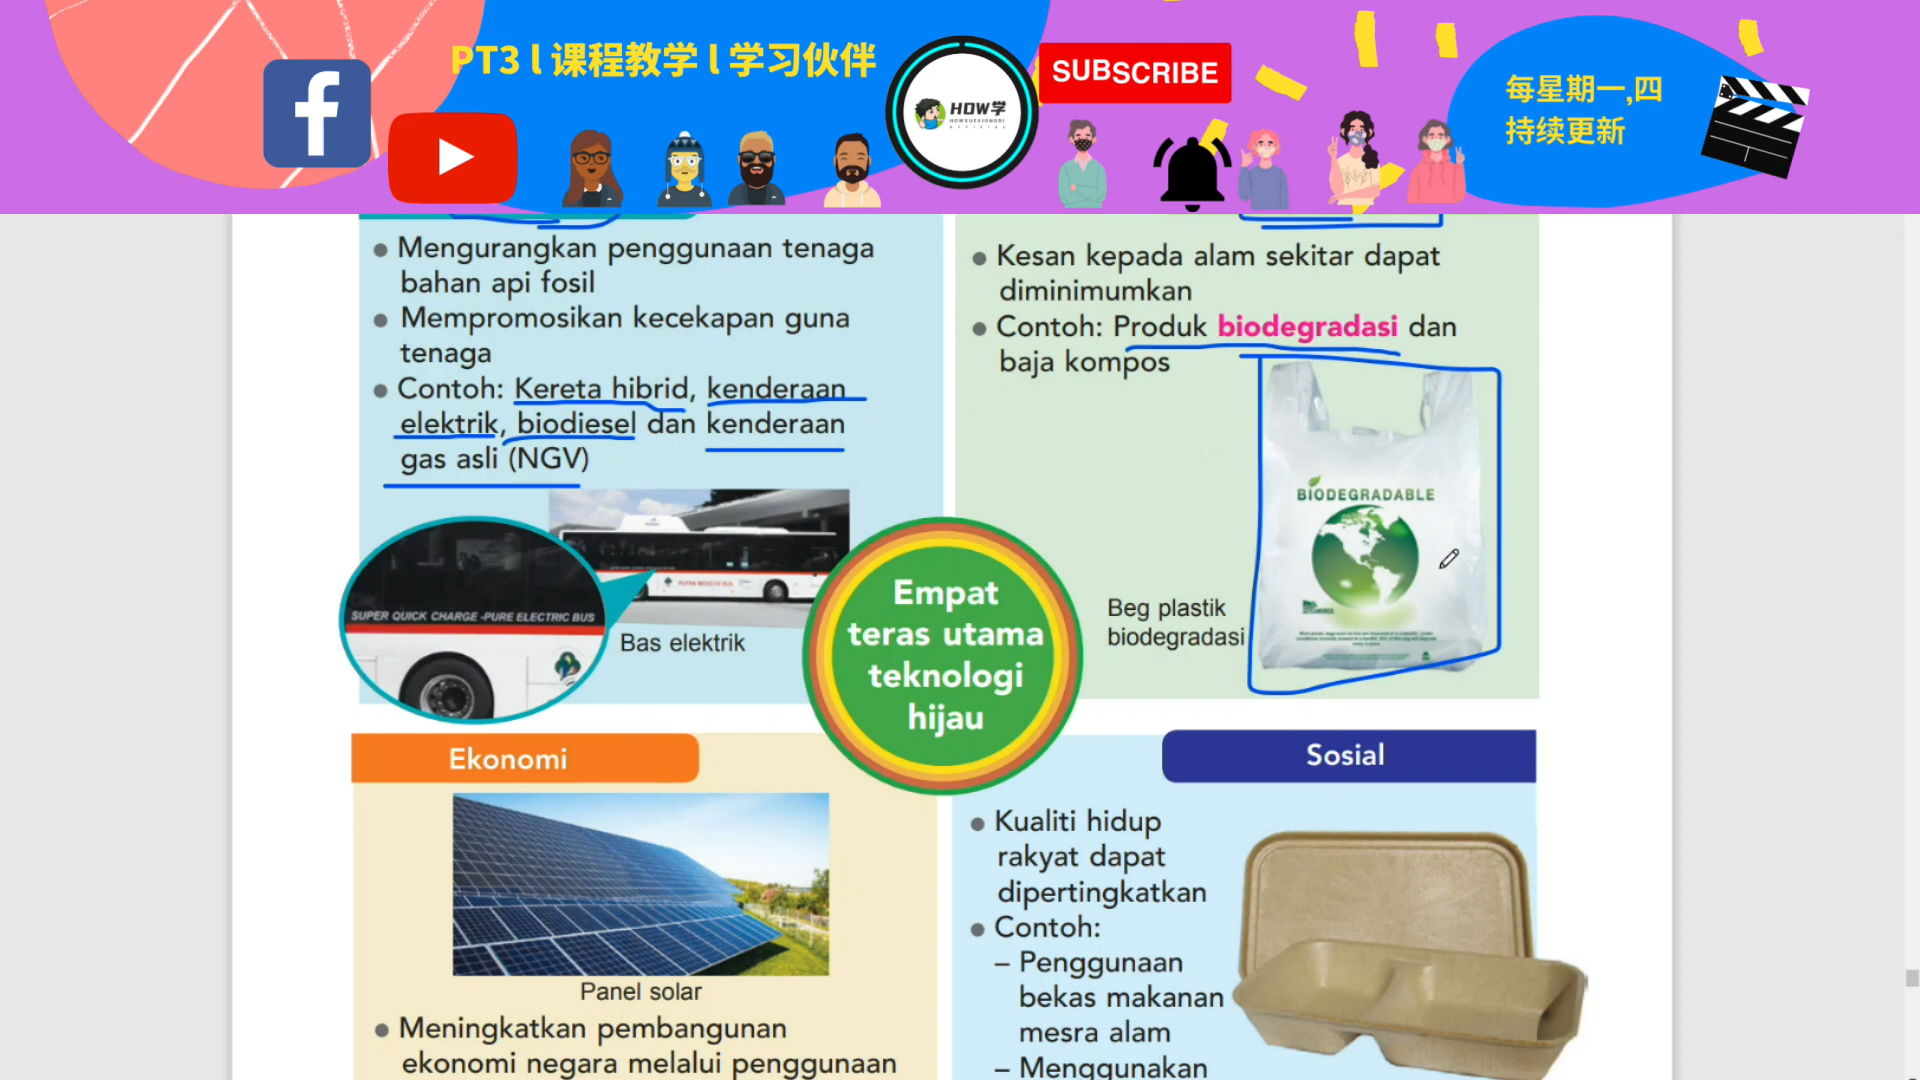 PT3 l 课程教学 l 学习伙伴
HOW学
SUBSCRIBE
每星期一,四
持续更新
Mengurangkan penggunaan tenaga
bahan api fosil
Mempromosikan kecekapan guna
tenaga
Contoh: Kereta hibrid, kenderaan
elektrik, biodiesel dan kenderaan
gas asli (NGV)
SUPER QUICK CHARGE -PURE ELECTRIC BUS
Bas elektrik
Kesan kepada alam sekitar dapat
diminimumkan
Contoh: Produk biodegradasi dan
baja kompos
BIODEGRADABLE
Beg plastik
biodegradasi
Empat
teras utama
teknologi
hijau
Ekonomi
Panel solar
Meningkatkan pembangunan
ekonomi negara melalui penggunaan
Sosial
Kualiti hidup
rakyat dapat
dipertingkatkan
Contoh:
– Penggunaan
bekas makanan
mesra alam
– Menggunakan